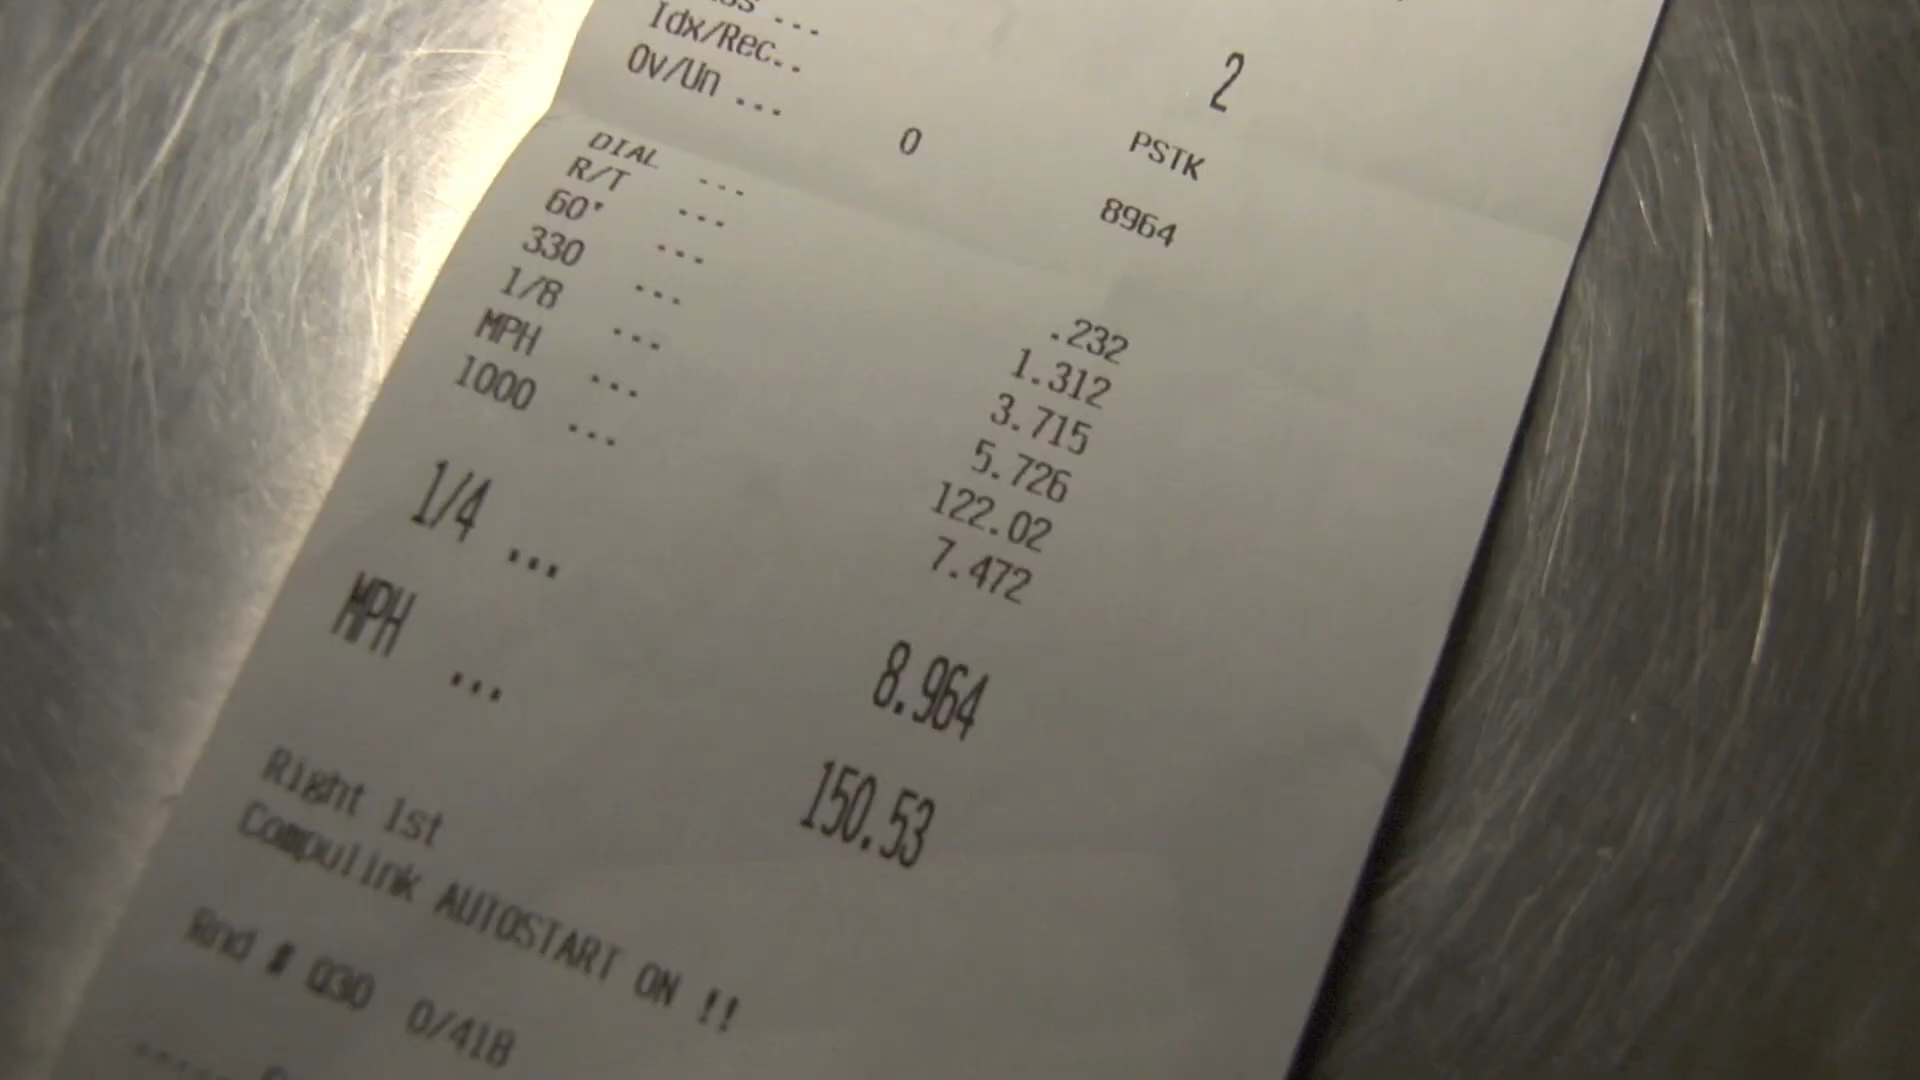 2
Idx/Rec.. PSTK
Ov/Un ... 0 8964
DIAL ...
R/T ... .232
60' ... 1.312
330 ... 3.715
1/8 ... 5.726
MPH ... 122.02
1000 ... 7.472
1/4 ... 8.964
MPH ... 150.53
Right 1st
Compulink AUTOSTART ON !!
Rnd # Q30 0/418